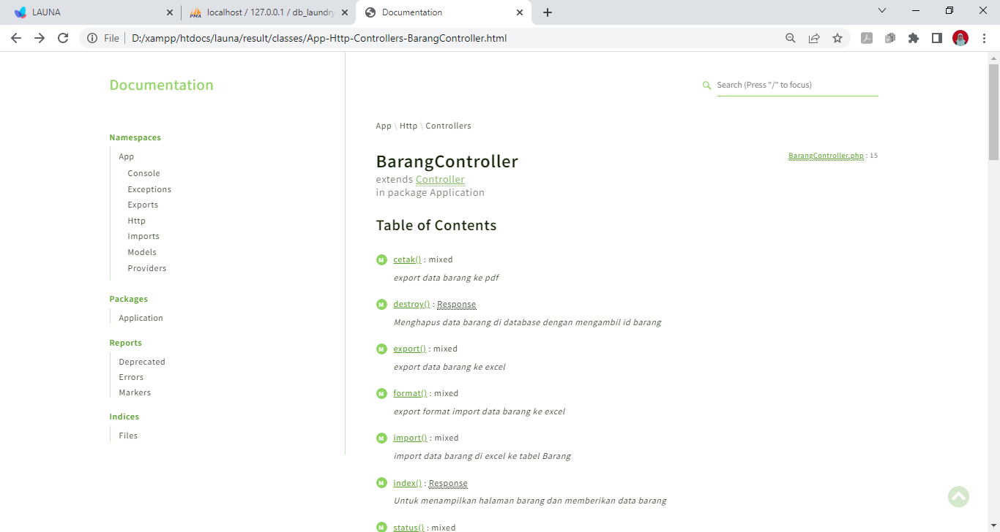 LAUNA
localhost / 127.0.0.1 / db_laundry
Documentation
File
D:/xampp/htdocs/launa/result/classes/App-Http-Controllers-BarangController.html
Documentation
Search (Press "/" to focus)
Namespaces
App
Console
Exceptions
Exports
Http
Imports
Models
Providers
Packages
Application
Reports
Deprecated
Errors
Markers
Indices
Files
App \ Http \ Controllers
BarangController
BarangController.php : 15
extends Controller
in package Application
Table of Contents
M cetak() : mixed
export data barang ke pdf
M destroy() : Response
Menghapus data barang di database dengan mengambil id barang
M export() : mixed
export data barang ke excel
M format() : mixed
export format import data barang ke excel
M import() : mixed
import data barang di excel ke tabel Barang
M index() : Response
Untuk menampilkan halaman barang dan memberikan data barang
M status() : mixed